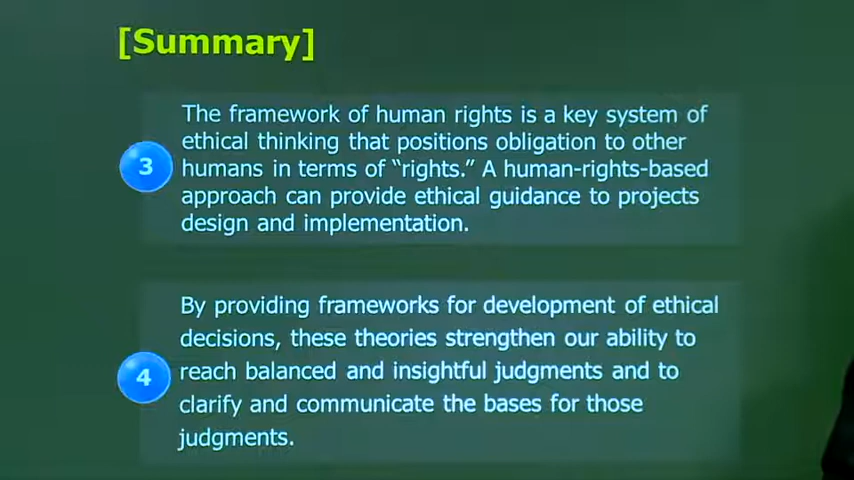 [Summary]
3
The framework of human rights is a key system of
ethical thinking that positions obligation to other
humans in terms of “rights.” A human-rights-based
approach can provide ethical guidance to projects
design and implementation.
4
By providing frameworks for development of ethical
decisions, these theories strengthen our ability to
reach balanced and insightful judgments and to
clarify and communicate the bases for those
judgments.